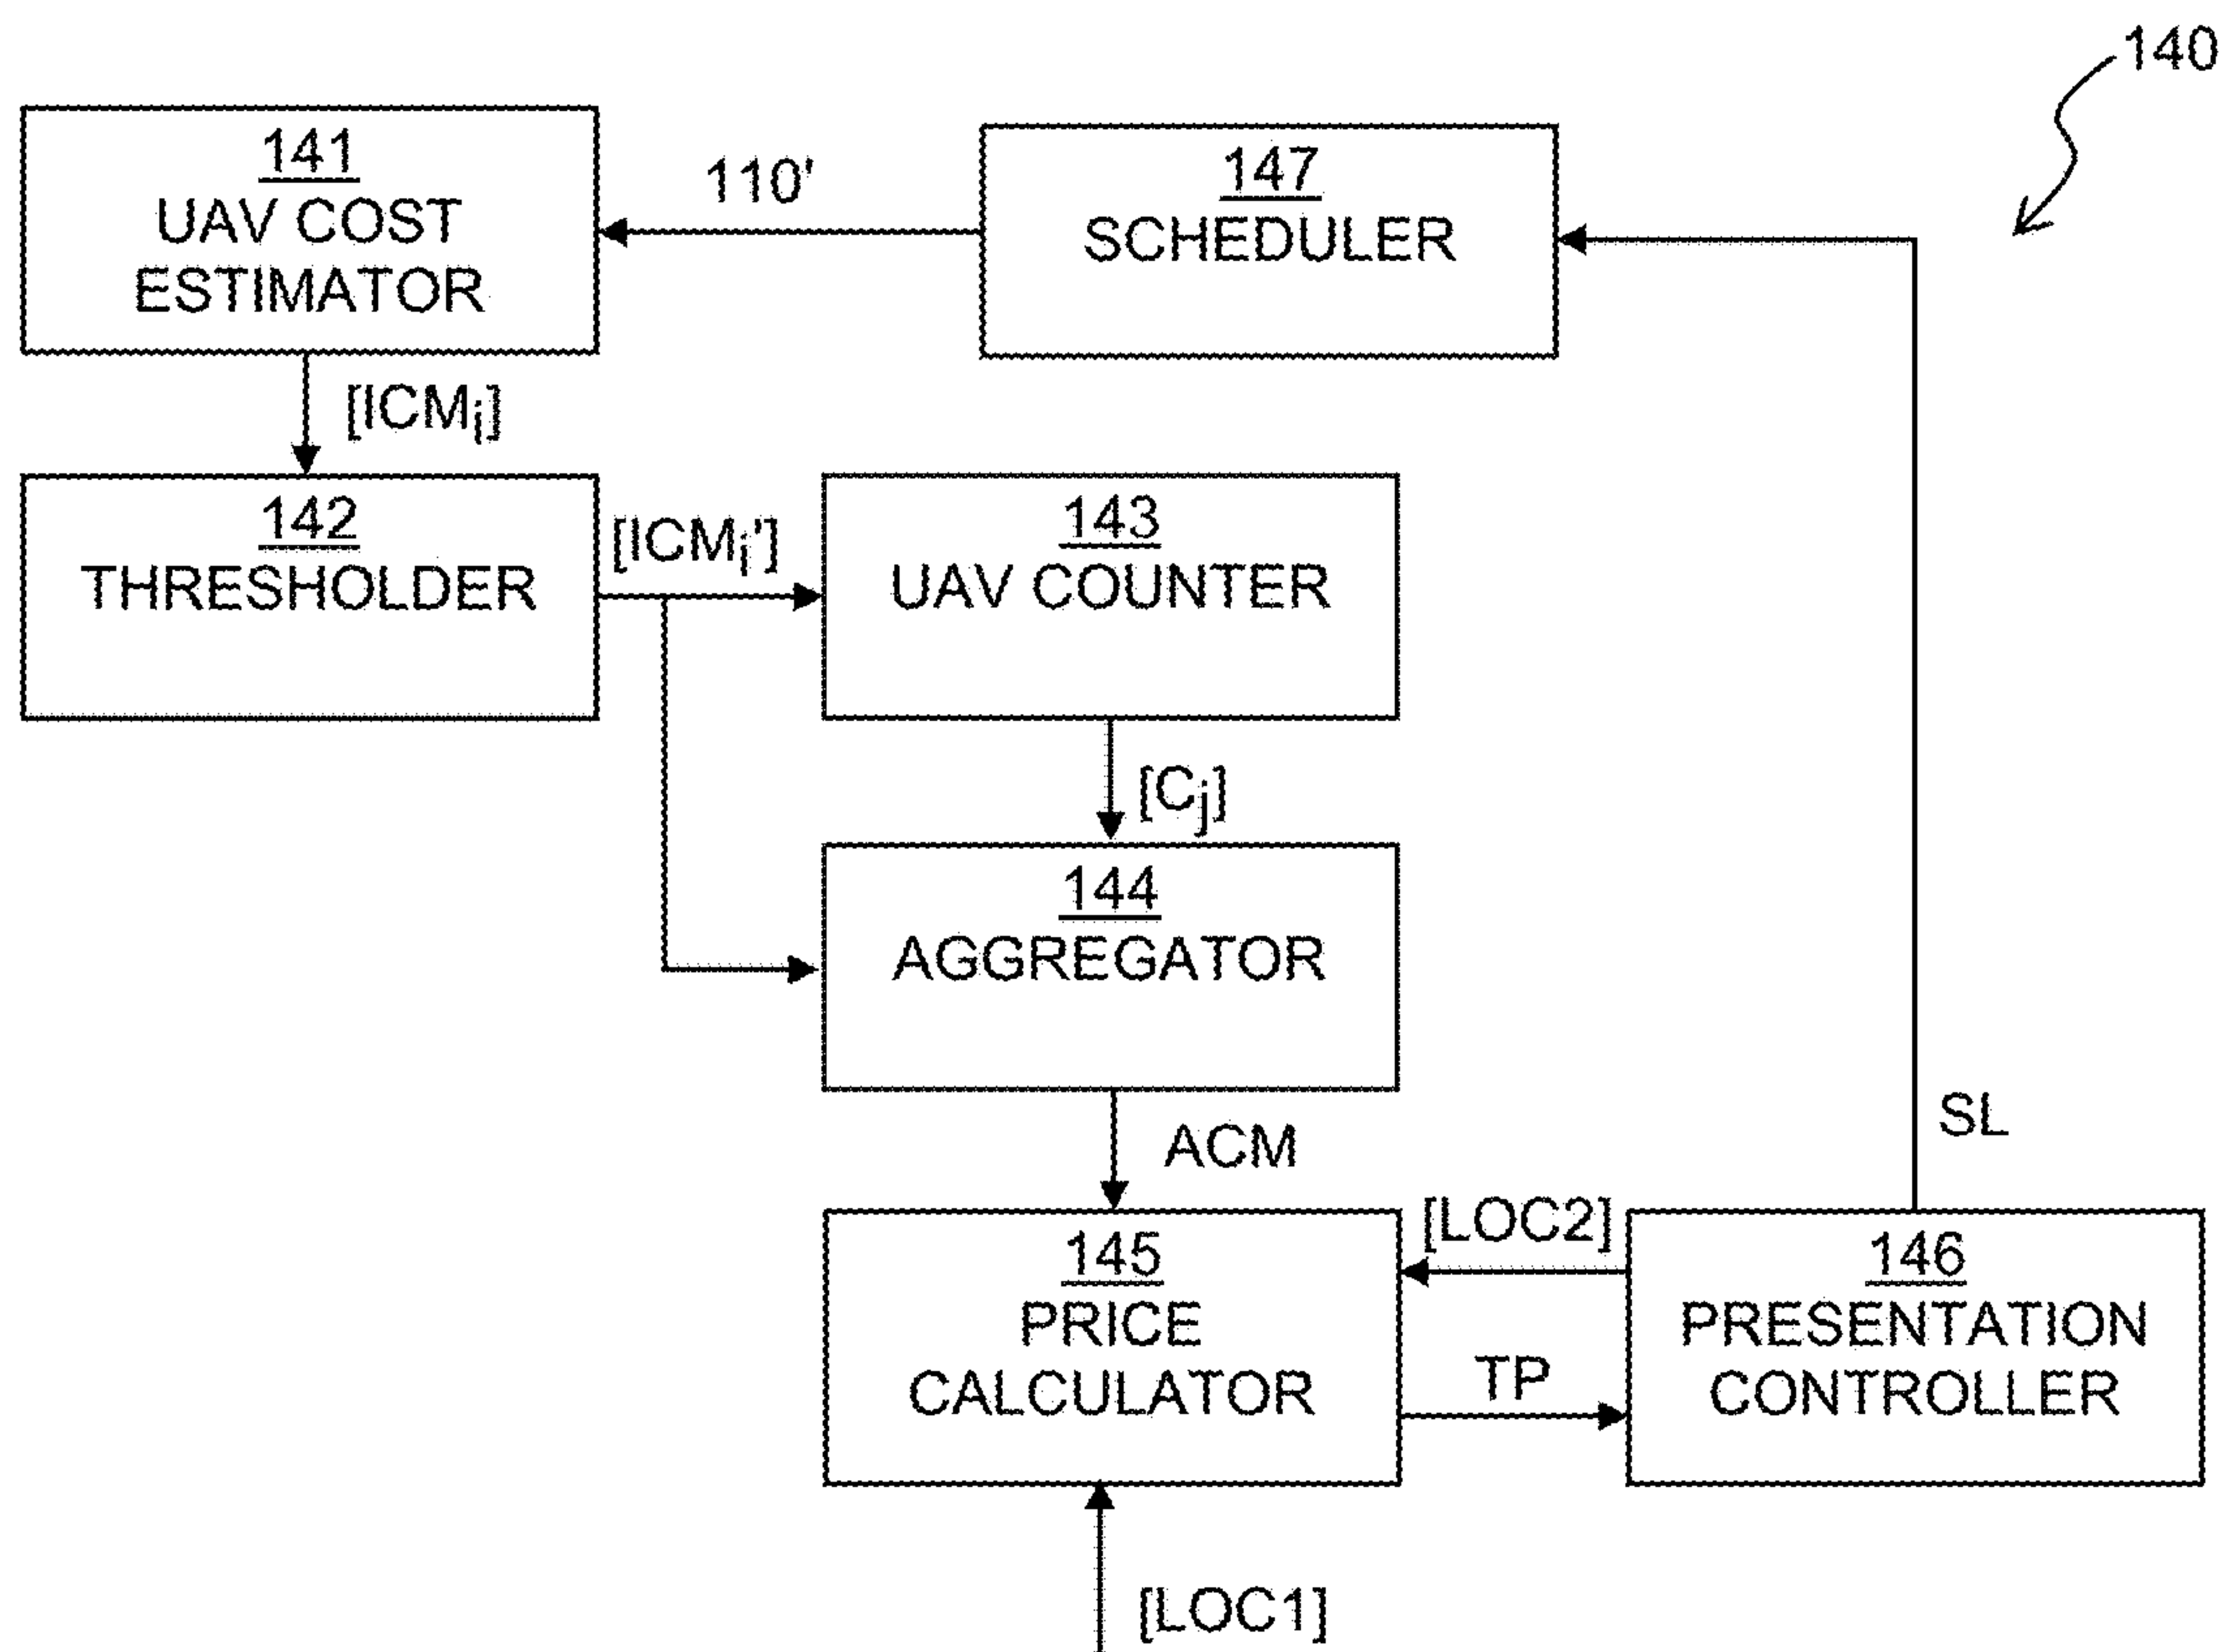 140
141
UAV COST
ESTIMATOR
110'
147
SCHEDULER
[ICMi]
142
THRESHOLDER
[ICMi']
143
UAV COUNTER
[Cj]
144
AGGREGATOR
ACM
SL
[LOC2]
145
PRICE
CALCULATOR
TP
146
PRESENTATION
CONTROLLER
[LOC1]